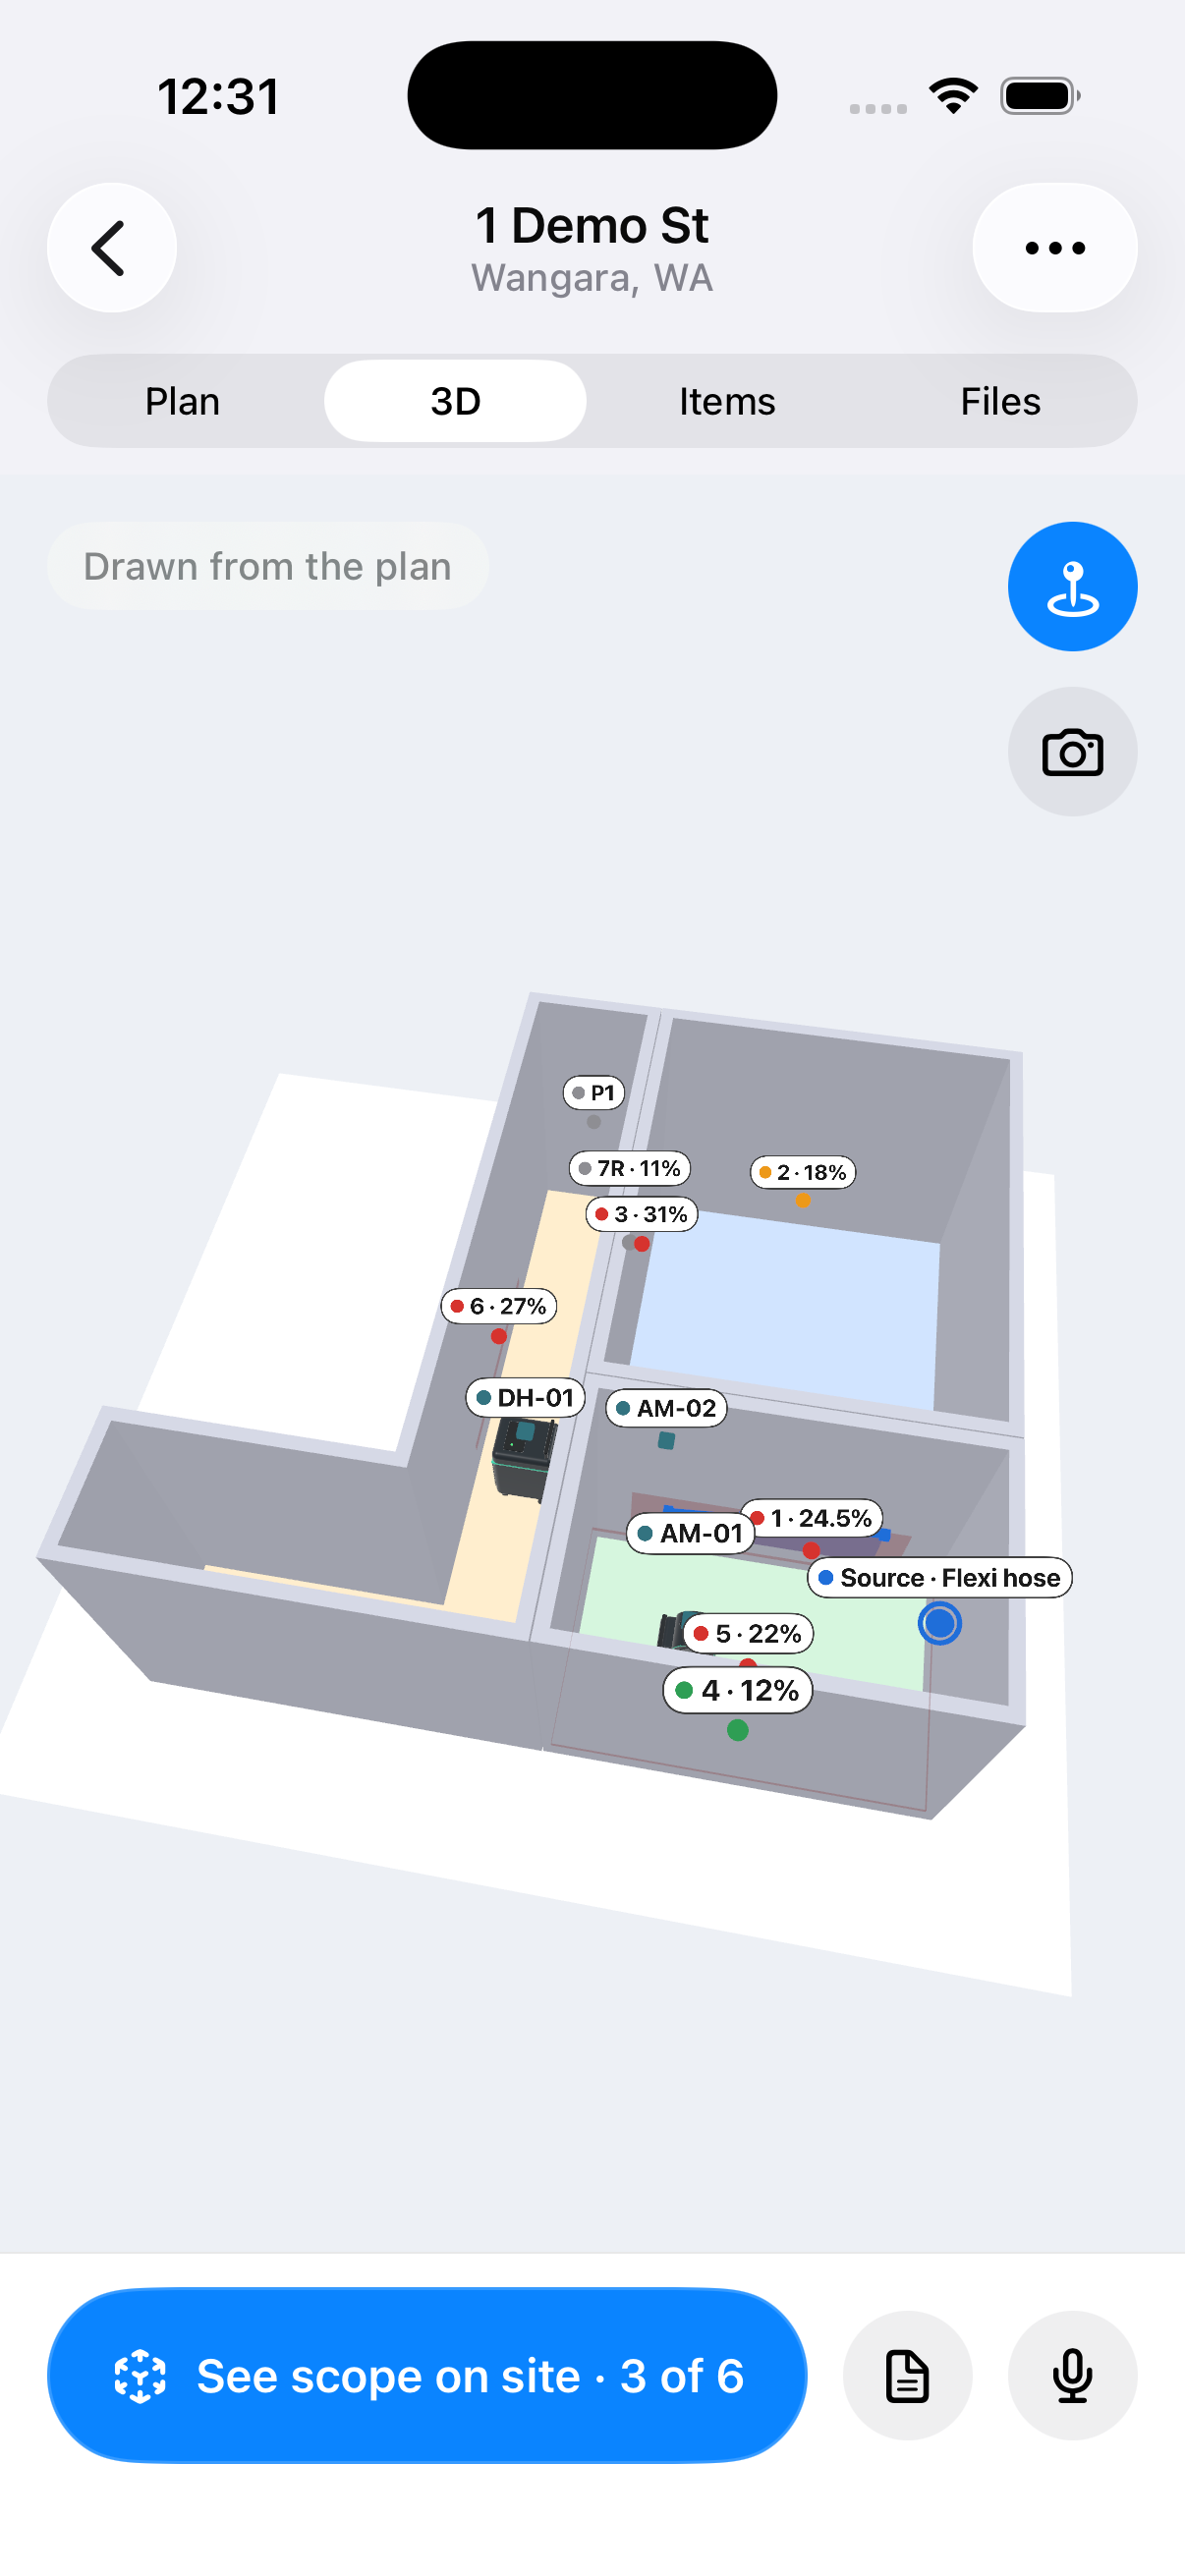 12:31
1 Demo St
Wangara, WA
Plan
3D
Items
Files
Drawn from the plan
P1
7R · 11%
2 · 18%
3 · 31%
6 · 27%
DH-01
AM-02
1 · 24.5%
AM-01
Source · Flexi hose
5 · 22%
4 · 12%
See scope on site · 3 of 6